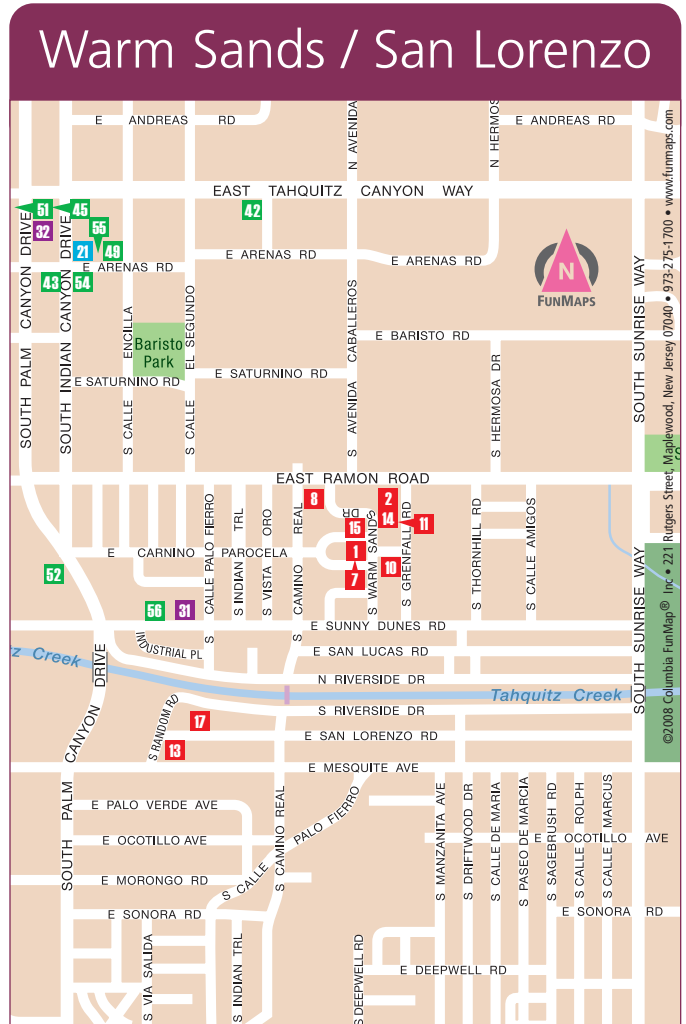 Warm Sands / San Lorenzo
E ANDREAS RD
N AVENIDA
N HERMOS
E ANDREAS RD
EAST TAHQUITZ CANYON WAY
51
45
42
32
55
21
49
E ARENAS RD
E ARENAS RD
E ARENAS RD
43
54
N
FUNMAPS
SOUTH PALM CANYON DRIVE
SOUTH INDIAN CANYON DRIVE
S CALLE ENCILLA
S CALLE EL SEGUNDO
Baristo
Park
S AVENIDA CABALLEROS
E BARISTO RD
S HERMOSA DR
SOUTH SUNRISE WAY
E SATURNINO RD
E SATURNINO RD
EAST RAMON ROAD
8
2
14
11
15
1
7
10
S WARM SANDS DR
S GRENFALL RD
S THORNHILL RD
S CALLE AMIGOS
E CARNINO PAROCELA
S CALLE PALO FIERRO
S INDIAN TRL
S VISTA ORO
S CAMINO REAL
52
56
31
SOUTH SUNRISE WAY
E SUNNY DUNES RD
INDUSTRIAL PL
E SAN LUCAS RD
z Creek
N RIVERSIDE DR
Tahquitz Creek
S RIVERSIDE DR
SOUTH PALM CANYON DRIVE
S RANDOM RD
17
13
E SAN LORENZO RD
E MESQUITE AVE
E PALO VERDE AVE
E OCOTILLO AVE
E MORONGO RD
E SONORA RD
S CALLE PALO FIERRO
S CAMINO REAL
S MANZANITA AVE
S DRIFTWOOD DR
S CALLE DE MARIA
S PASEO DE MARCIA
S SAGEBRUSH RD
S CALLE ROLPH
S CALLE MARCUS
E OCOTILLO AVE
E SONORA RD
S VIA SALIDA
S INDIAN TRL
S DEEPWELL RD
E DEEPWELL RD
©2008 Columbia FunMap® Inc • 221 Rutgers Street, Maplewood, New Jersey 07040 • 973-275-1700 • www.funmaps.com